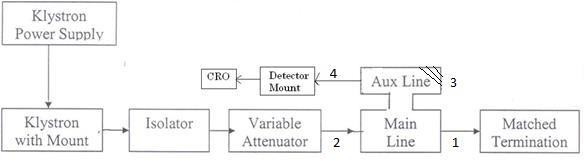 Klystron
Power Supply
CRO
Detector
Mount
4
Aux Line
3
Klystron
with Mount
Isolator
Variable
Attenuator
2
Main
Line
1
Matched
Termination